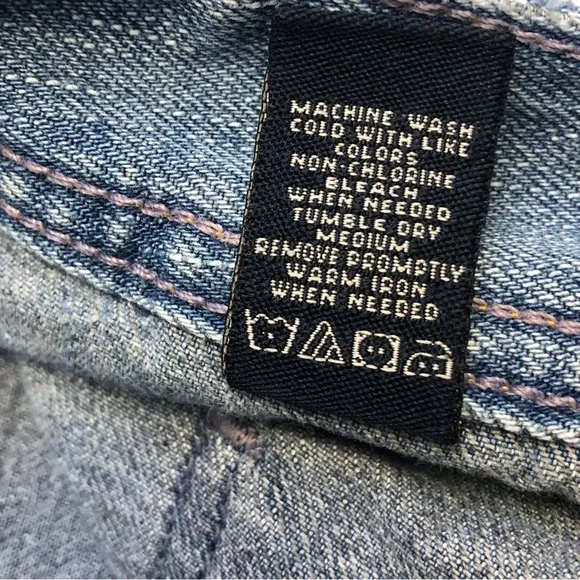 MACHINE WASH
COLD WITH LIKE
COLORS
NON-CHLORINE
BLEACH
WHEN NEEDED
TUMBLE DRY
MEDIUM
REMOVE PROMPTLY
WARM IRON
WHEN NEEDED